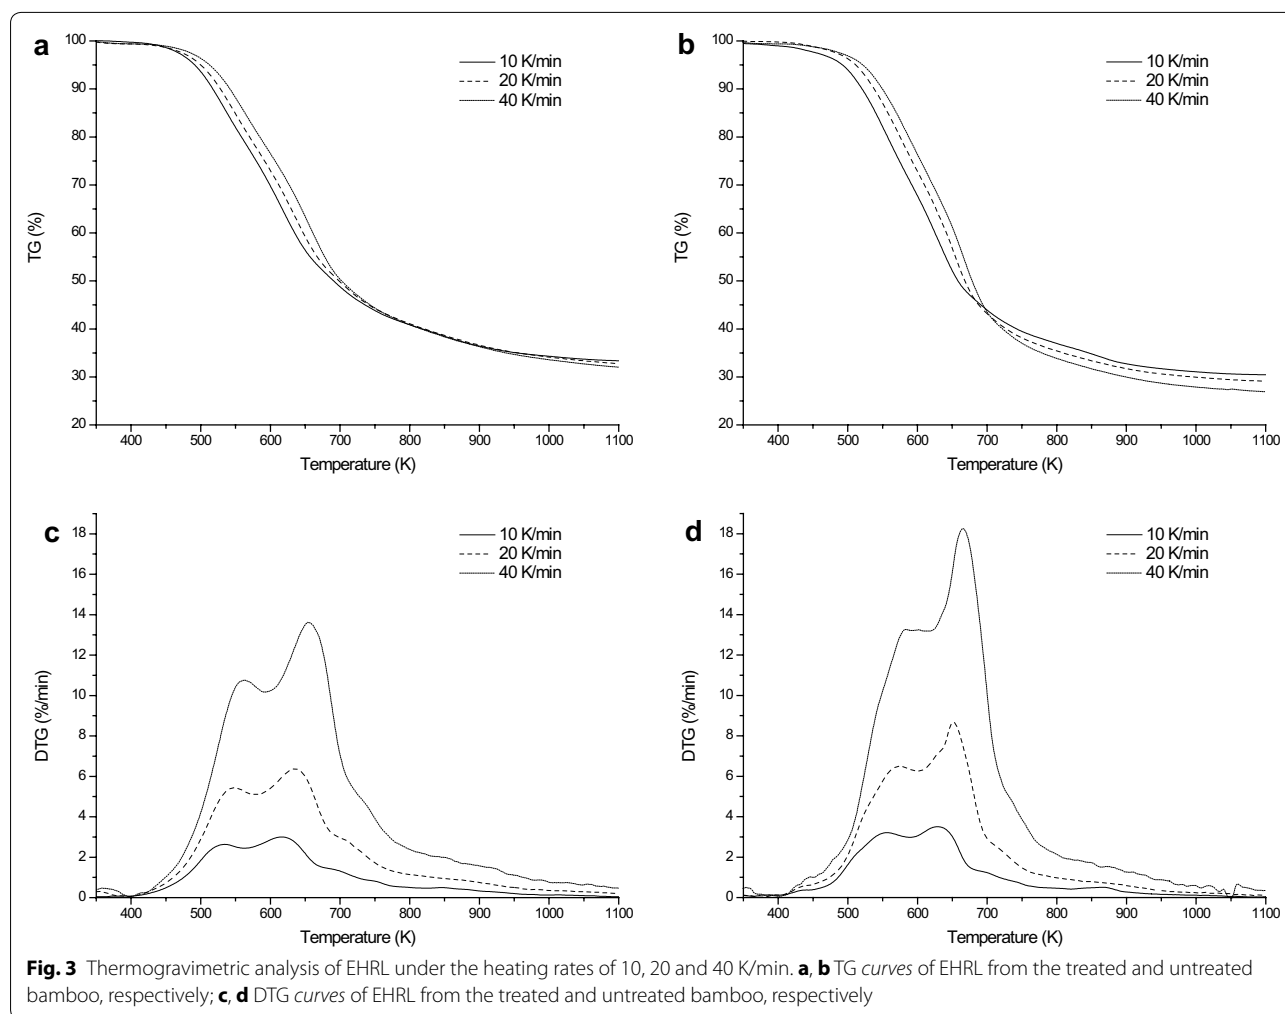 a
100
90
80
70
60
50
40
30
20
TG (%)
10 K/min
20 K/min
40 K/min
400 500 600 700 800 900 1000 1100
Temperature (K)
b
100
90
80
70
60
50
40
30
20
TG (%)
10 K/min
20 K/min
40 K/min
400 500 600 700 800 900 1000 1100
Temperature (K)
c
18
16
14
12
10
8
6
4
2
0
DTG (%/min)
10 K/min
20 K/min
40 K/min
400 500 600 700 800 900 1000 1100
Temperature (K)
d
18
16
14
12
10
8
6
4
2
0
DTG (%/min)
10 K/min
20 K/min
40 K/min
400 500 600 700 800 900 1000 1100
Temperature (K)
Fig. 3 Thermogravimetric analysis of EHRL under the heating rates of 10, 20 and 40 K/min. a, b TG curves of EHRL from the treated and untreated
bamboo, respectively; c, d DTG curves of EHRL from the treated and untreated bamboo, respectively